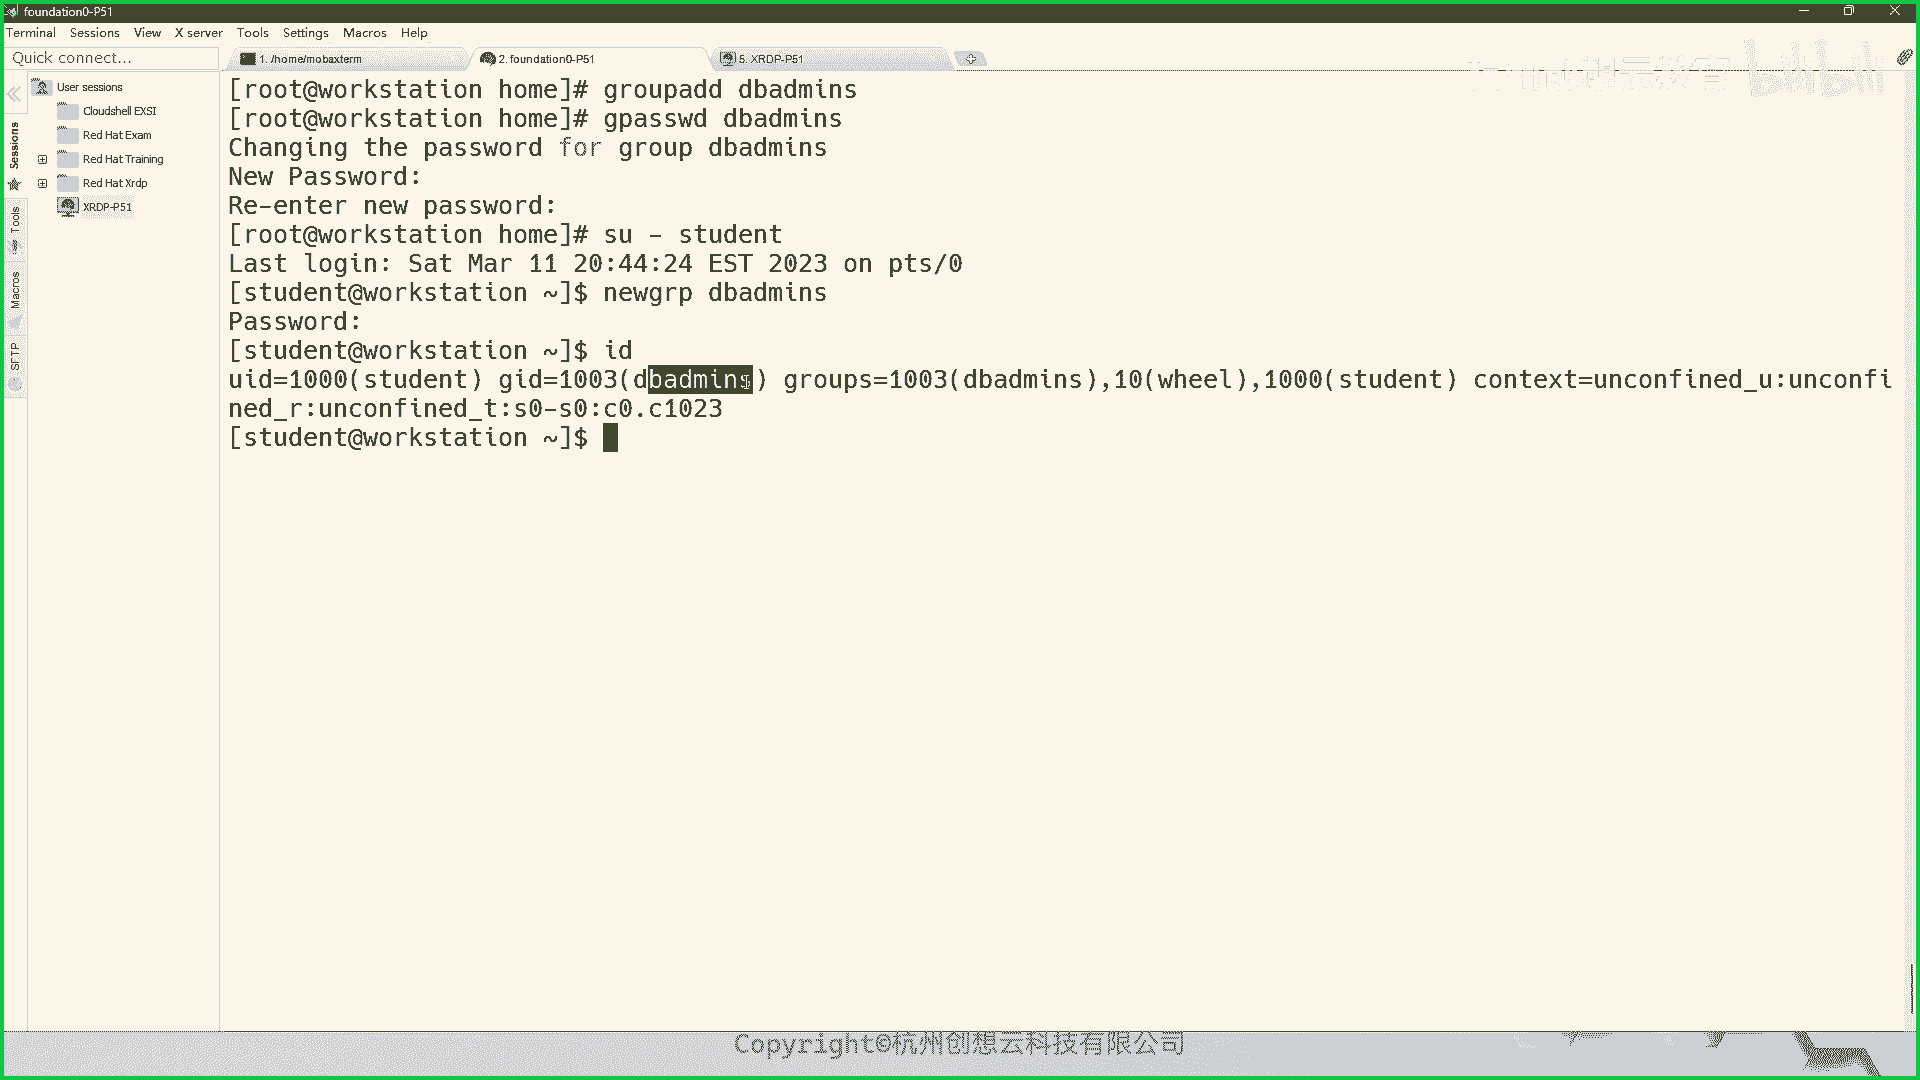 foundation0-P51
Terminal Sessions View X server Tools Settings Macros Help
Quick connect...
1. /home/mobaxterm
2. foundation0-P51
5. XRDP-P51
User sessions
Cloudshell EXSI
Red Hat Exam
Red Hat Training
Red Hat Xrdp
XRDP-P51
Sessions
Tools
Macros
SFTP
[root@workstation home]# groupadd dbadmins
[root@workstation home]# gpasswd dbadmins
Changing the password for group dbadmins
New Password:
Re-enter new password:
[root@workstation home]# su - student
Last login: Sat Mar 11 20:44:24 EST 2023 on pts/0
[student@workstation ~]$ newgrp dbadmins
Password:
[student@workstation ~]$ id
uid=1000(student) gid=1003(dbadmins) groups=1003(dbadmins),10(wheel),1000(student) context=unconfined_u:unconfi
ned_r:unconfined_t:s0-s0:c0.c1023
[student@workstation ~]$
Copyright©杭州创想云科技有限公司